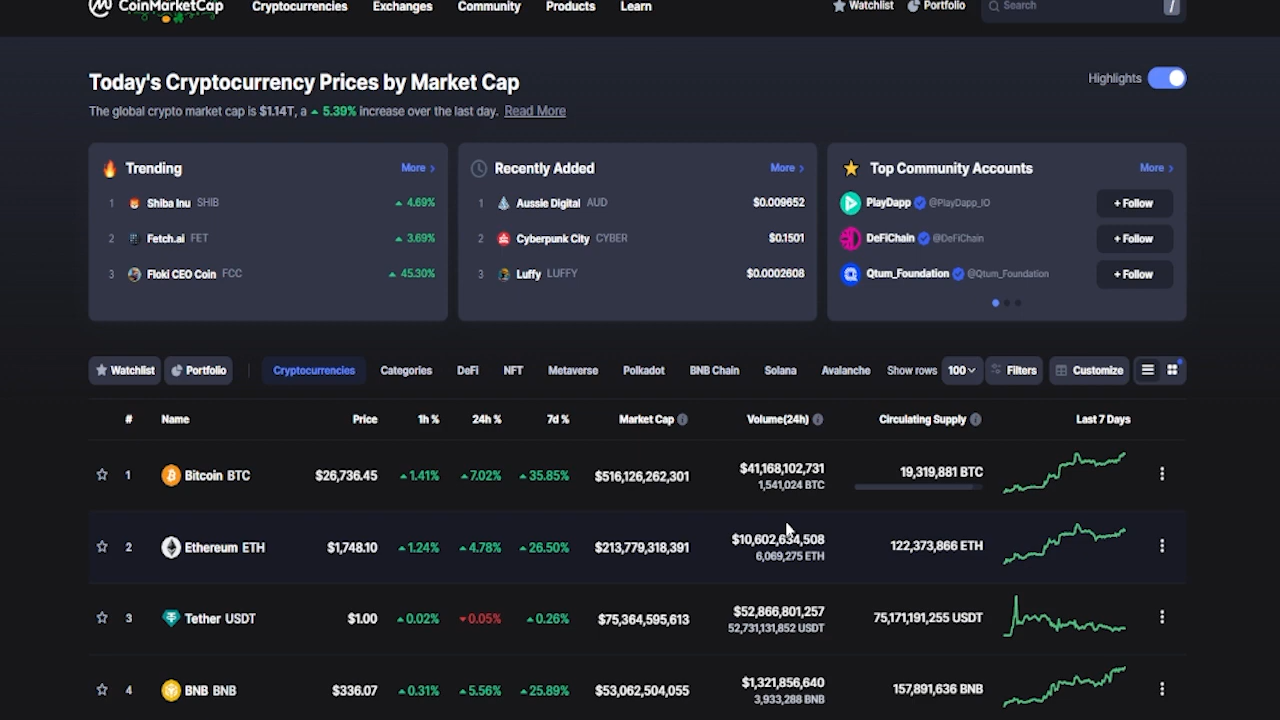 CoinMarketCap Cryptocurrencies Exchanges Community Products Learn Watchlist Portfolio Search /
Today's Cryptocurrency Prices by Market Cap Highlights
The global crypto market cap is $1.14T, a 5.39% increase over the last day. Read More
Trending More
1 Shiba Inu SHIB 4.69%
2 Fetch.ai FET 3.69%
3 Floki CEO Coin FCC 45.30%
Recently Added More
1 Aussie Digital AUD $0.009652
2 Cyberpunk City CYBER $0.1501
3 Luffy LUFFY $0.0002608
Top Community Accounts More
PlayDapp @PlayDapp_IO + Follow
DeFiChain @DeFiChain + Follow
Qtum_Foundation @Qtum_Foundation + Follow
Watchlist Portfolio Cryptocurrencies Categories DeFi NFT Metaverse Polkadot BNB Chain Solana Avalanche Show rows 100 Filters Customize
# Name Price 1h % 24h % 7d % Market Cap Volume(24h) Circulating Supply Last 7 Days
1 Bitcoin BTC $26,736.45 1.41% 7.02% 35.85% $516,126,262,301 $41,168,102,731 19,319,881 BTC
1,541,024 BTC
2 Ethereum ETH $1,748.10 1.24% 4.78% 26.50% $213,779,318,391 $10,602,634,508 122,373,866 ETH
6,069,275 ETH
3 Tether USDT $1.00 0.02% 0.05% 0.26% $75,364,595,613 $52,866,801,257 75,171,191,255 USDT
52,731,131,852 USDT
4 BNB BNB $336.07 0.31% 5.56% 25.89% $53,062,504,055 $1,321,856,640 157,891,636 BNB
3,933,288 BNB